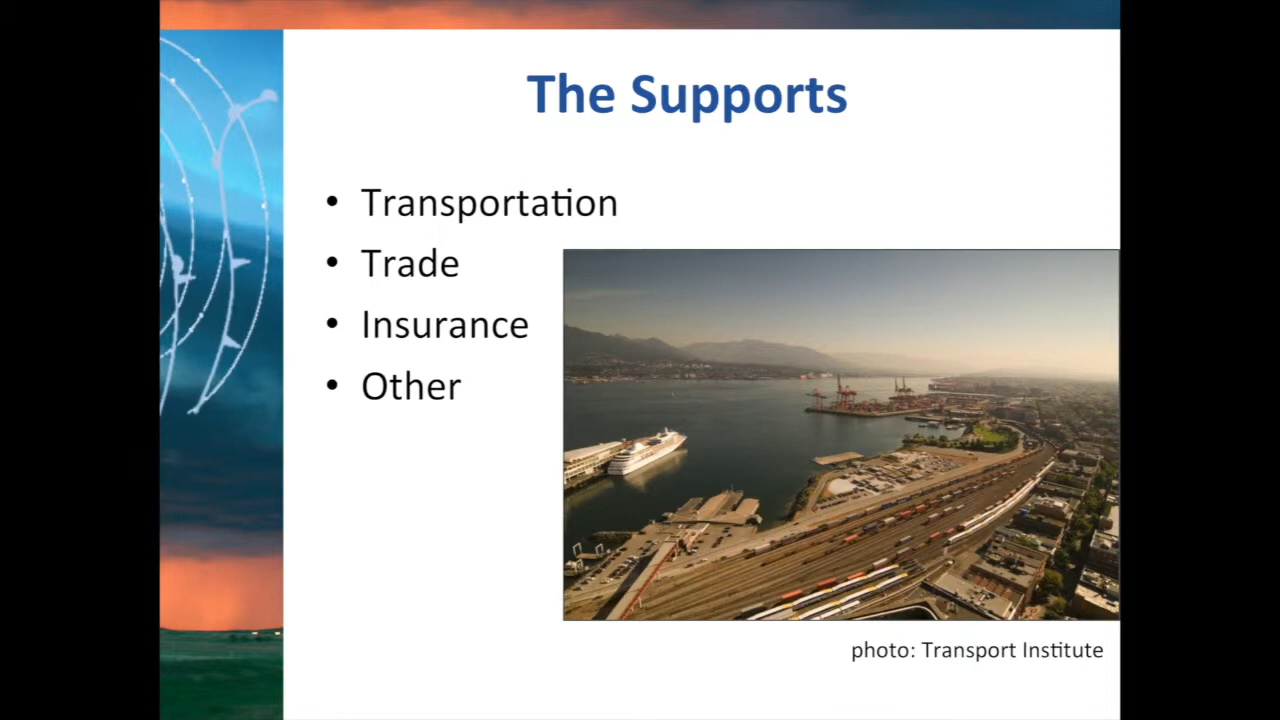 The Supports
• Transportation
• Trade
• Insurance
• Other
photo: Transport Institute